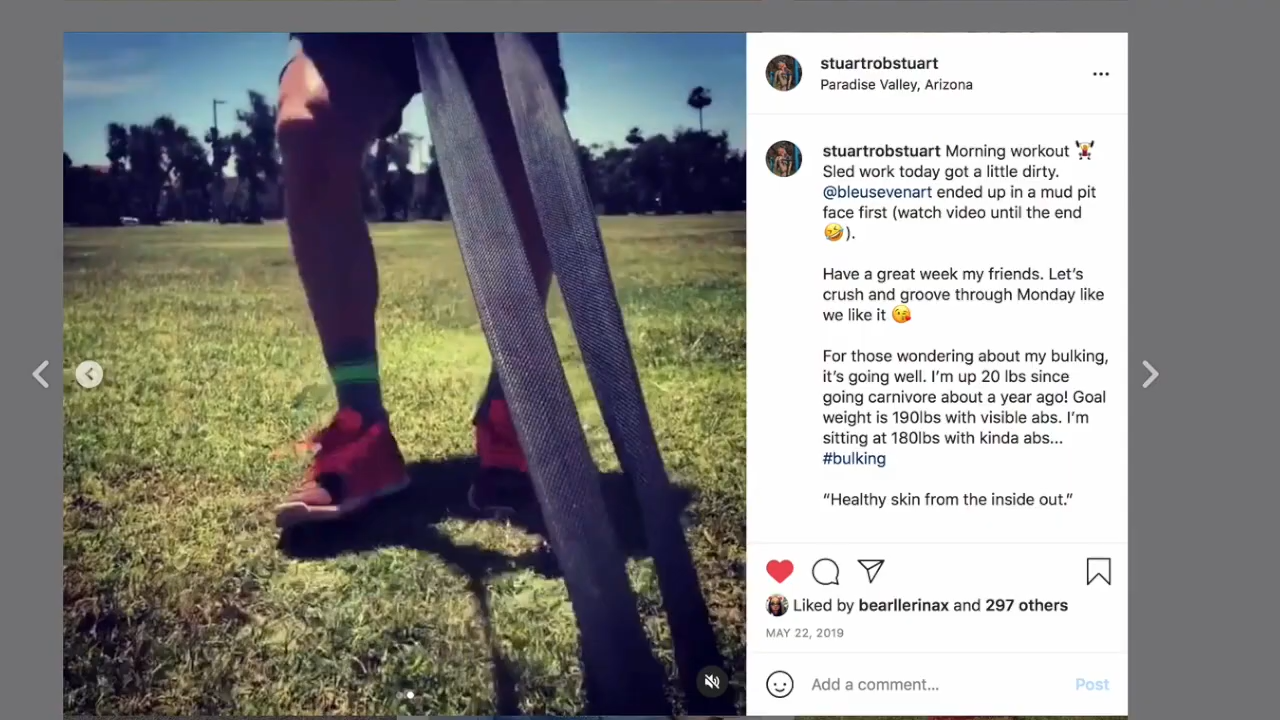 stuartrobstuart
Paradise Valley, Arizona
stuartrobstuart Morning workout 🏋️
Sled work today got a little dirty.
@bleusevenart ended up in a mud pit
face first (watch video until the end
🤣).
Have a great week my friends. Let's
crush and groove through Monday like
we like it 😘
For those wondering about my bulking,
it's going well. I'm up 20 lbs since
going carnivore about a year ago! Goal
weight is 190lbs with visible abs. I'm
sitting at 180lbs with kinda abs...
#bulking
“Healthy skin from the inside out.”
Liked by bearllerinax and 297 others
MAY 22, 2019
Add a comment...
Post